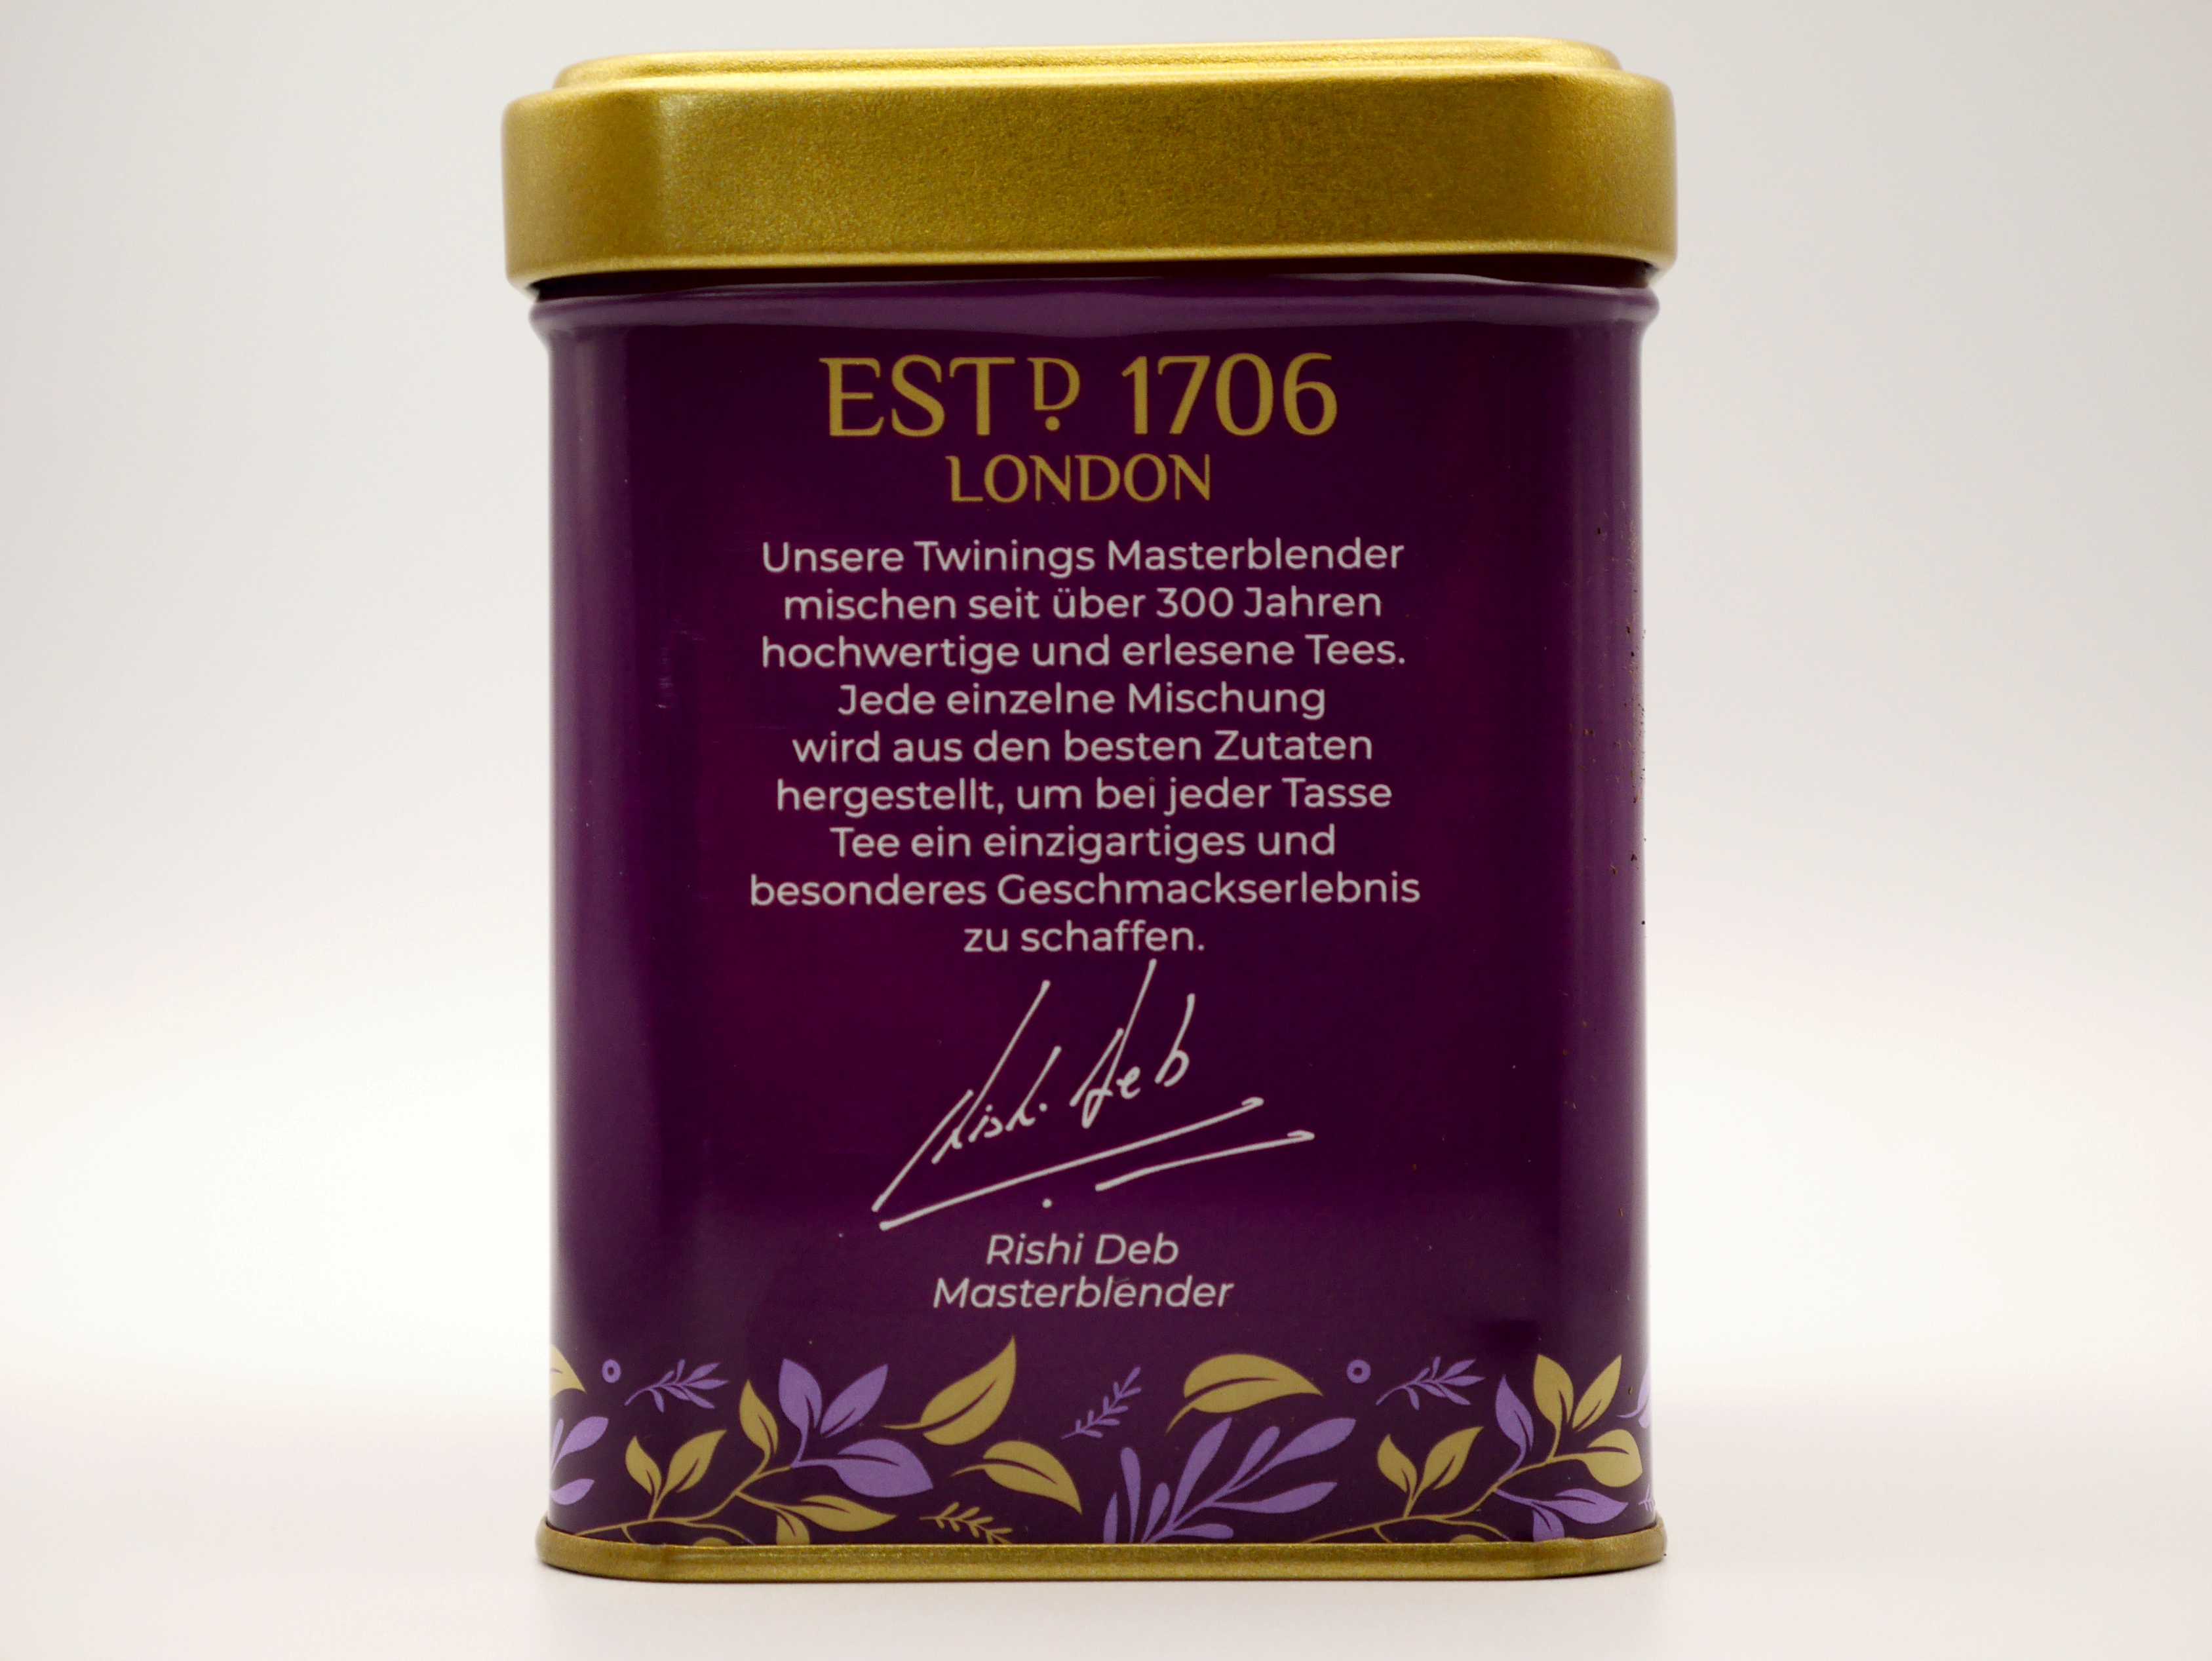 ESTD. 1706
LONDON
Unsere Twinings Masterblender
mischen seit über 300 Jahren
hochwertige und erlesene Tees.
Jede einzelne Mischung
wird aus den besten Zutaten
hergestellt, um bei jeder Tasse
Tee ein einzigartiges und
besonderes Geschmackserlebnis
zu schaffen.
Rishi Deb
Rishi Deb
Masterblender